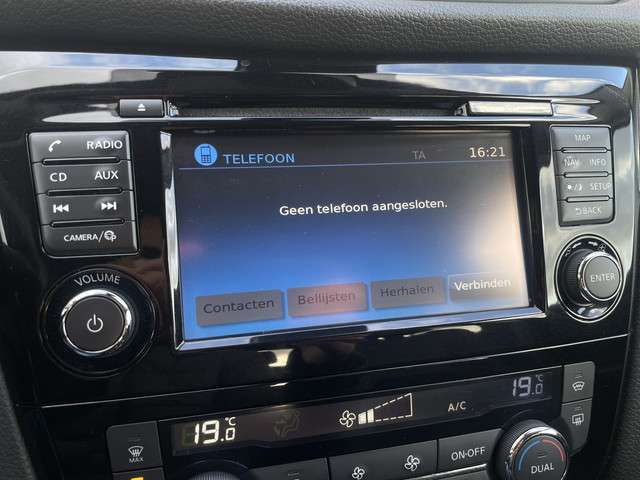 TELEFOON TA 16:21
Geen telefoon aangesloten.
Contacten Bellijsten Herhalen Verbinden
RADIO
CD AUX
CAMERA/
VOLUME
MAP
NAV INFO
SETUP
BACK
ENTER
19.0 °C A/C 19.0 °C
MAX
ON·OFF
DUAL